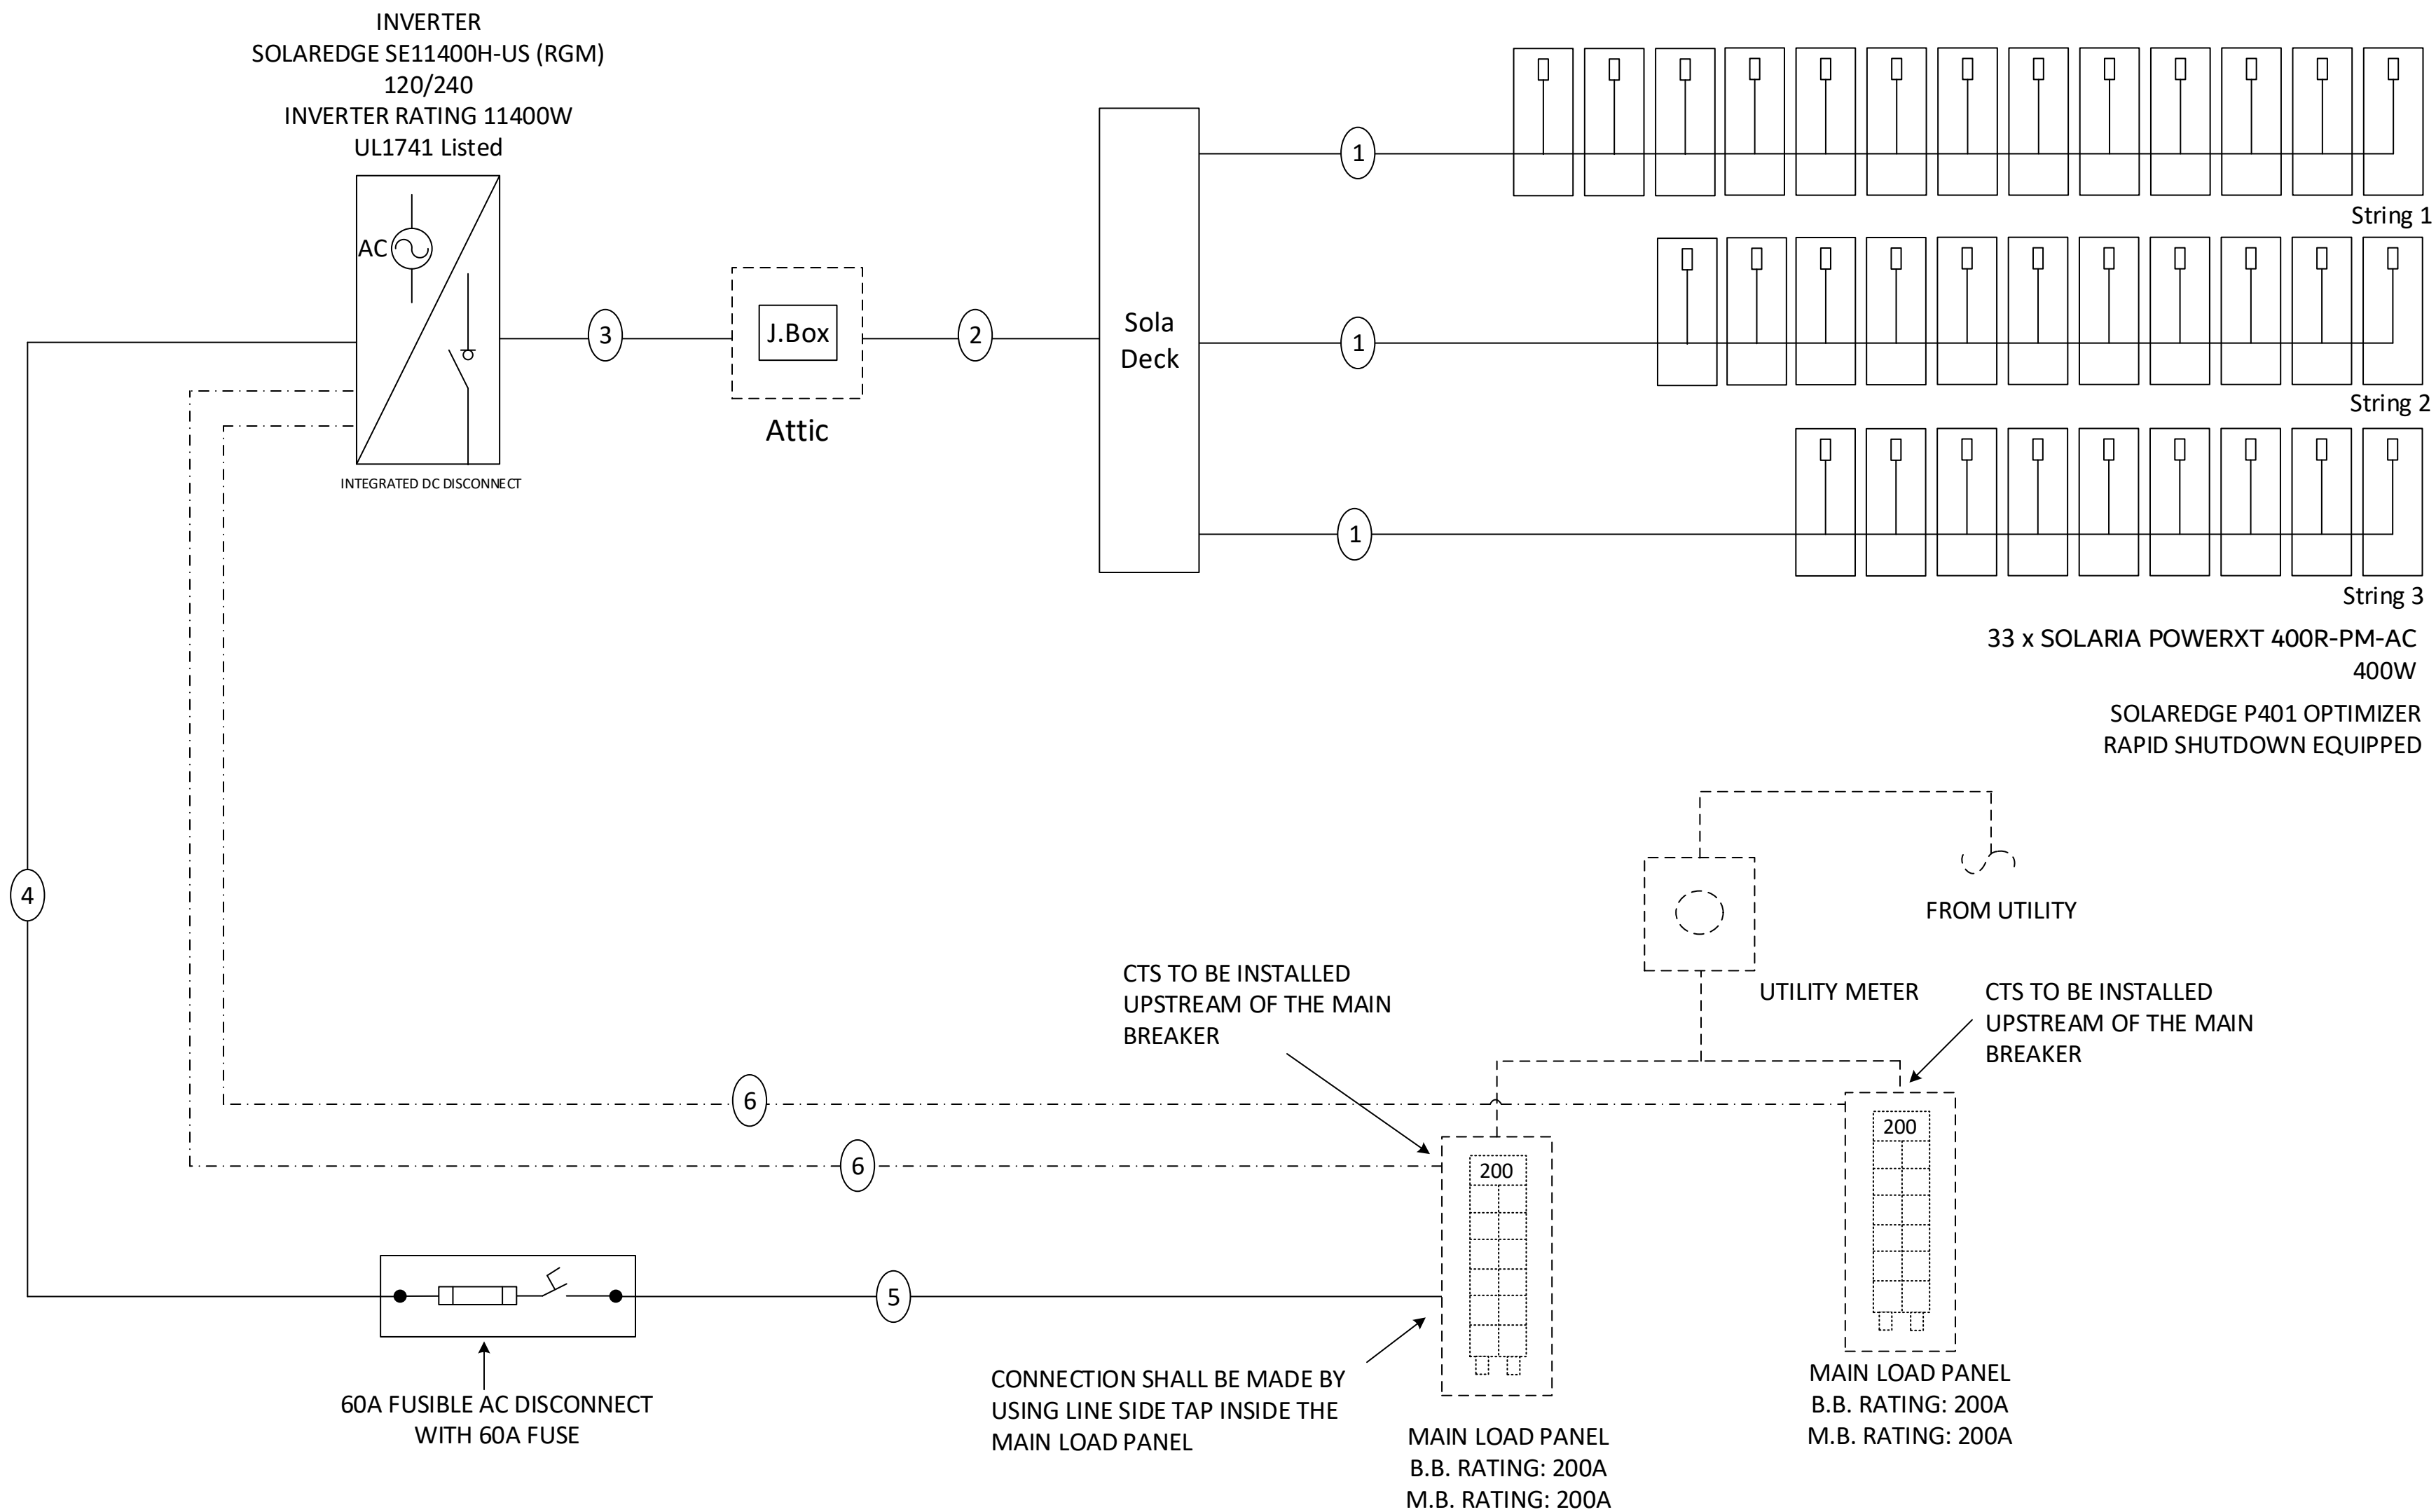 INVERTER
SOLAREDGE SE11400H-US (RGM)
120/240
INVERTER RATING 11400W
UL1741 Listed
AC
INTEGRATED DC DISCONNECT
3
J.Box
Attic
2
Sola
Deck
1
String 1
1
String 2
1
String 3
33 x SOLARIA POWERXT 400R-PM-AC
400W
SOLAREDGE P401 OPTIMIZER
RAPID SHUTDOWN EQUIPPED
4
FROM UTILITY
UTILITY METER
CTS TO BE INSTALLED
UPSTREAM OF THE MAIN
BREAKER
CTS TO BE INSTALLED
UPSTREAM OF THE MAIN
BREAKER
6
6
200
200
5
60A FUSIBLE AC DISCONNECT
WITH 60A FUSE
CONNECTION SHALL BE MADE BY
USING LINE SIDE TAP INSIDE THE
MAIN LOAD PANEL
MAIN LOAD PANEL
B.B. RATING: 200A
M.B. RATING: 200A
MAIN LOAD PANEL
B.B. RATING: 200A
M.B. RATING: 200A